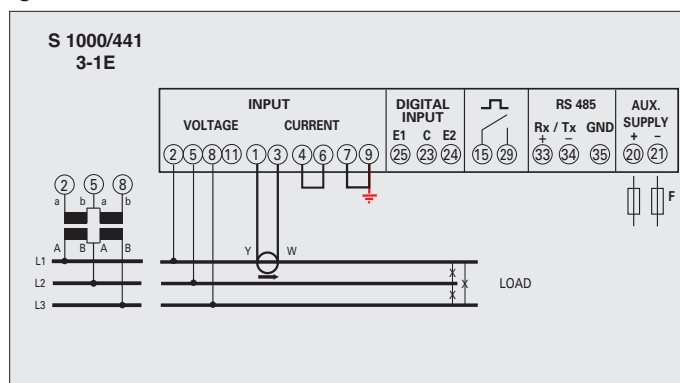 S 1000/441
3-1E
INPUT
VOLTAGE CURRENT
DIGITAL
INPUT
E1 C E2
RS 485
Rx / Tx GND
+ −
AUX.
SUPPLY
+ −
2 5 8 11 1 3 4 6 7 9 25 23 24 15 29 33 34 35 20 21
F
2 5 8
a b a b
A B A B
Y W
L1
L2
L3
x
x x
x
LOAD